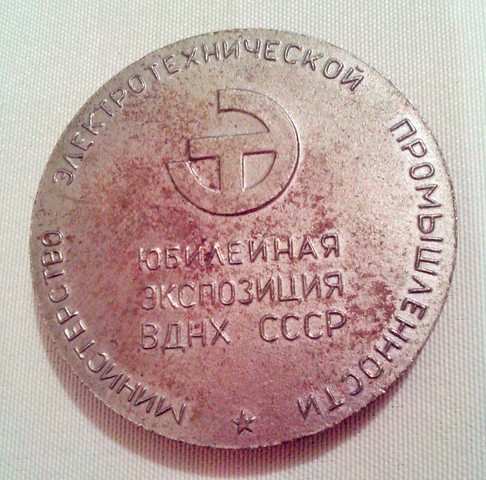 МИНИСТЕРСТВО ЭЛЕКТРОТЕХНИЧЕСКОЙ ПРОМЫШЛЕННОСТИ
ЮБИЛЕЙНАЯ
ЭКСПОЗИЦИЯ
ВДНХ СССР